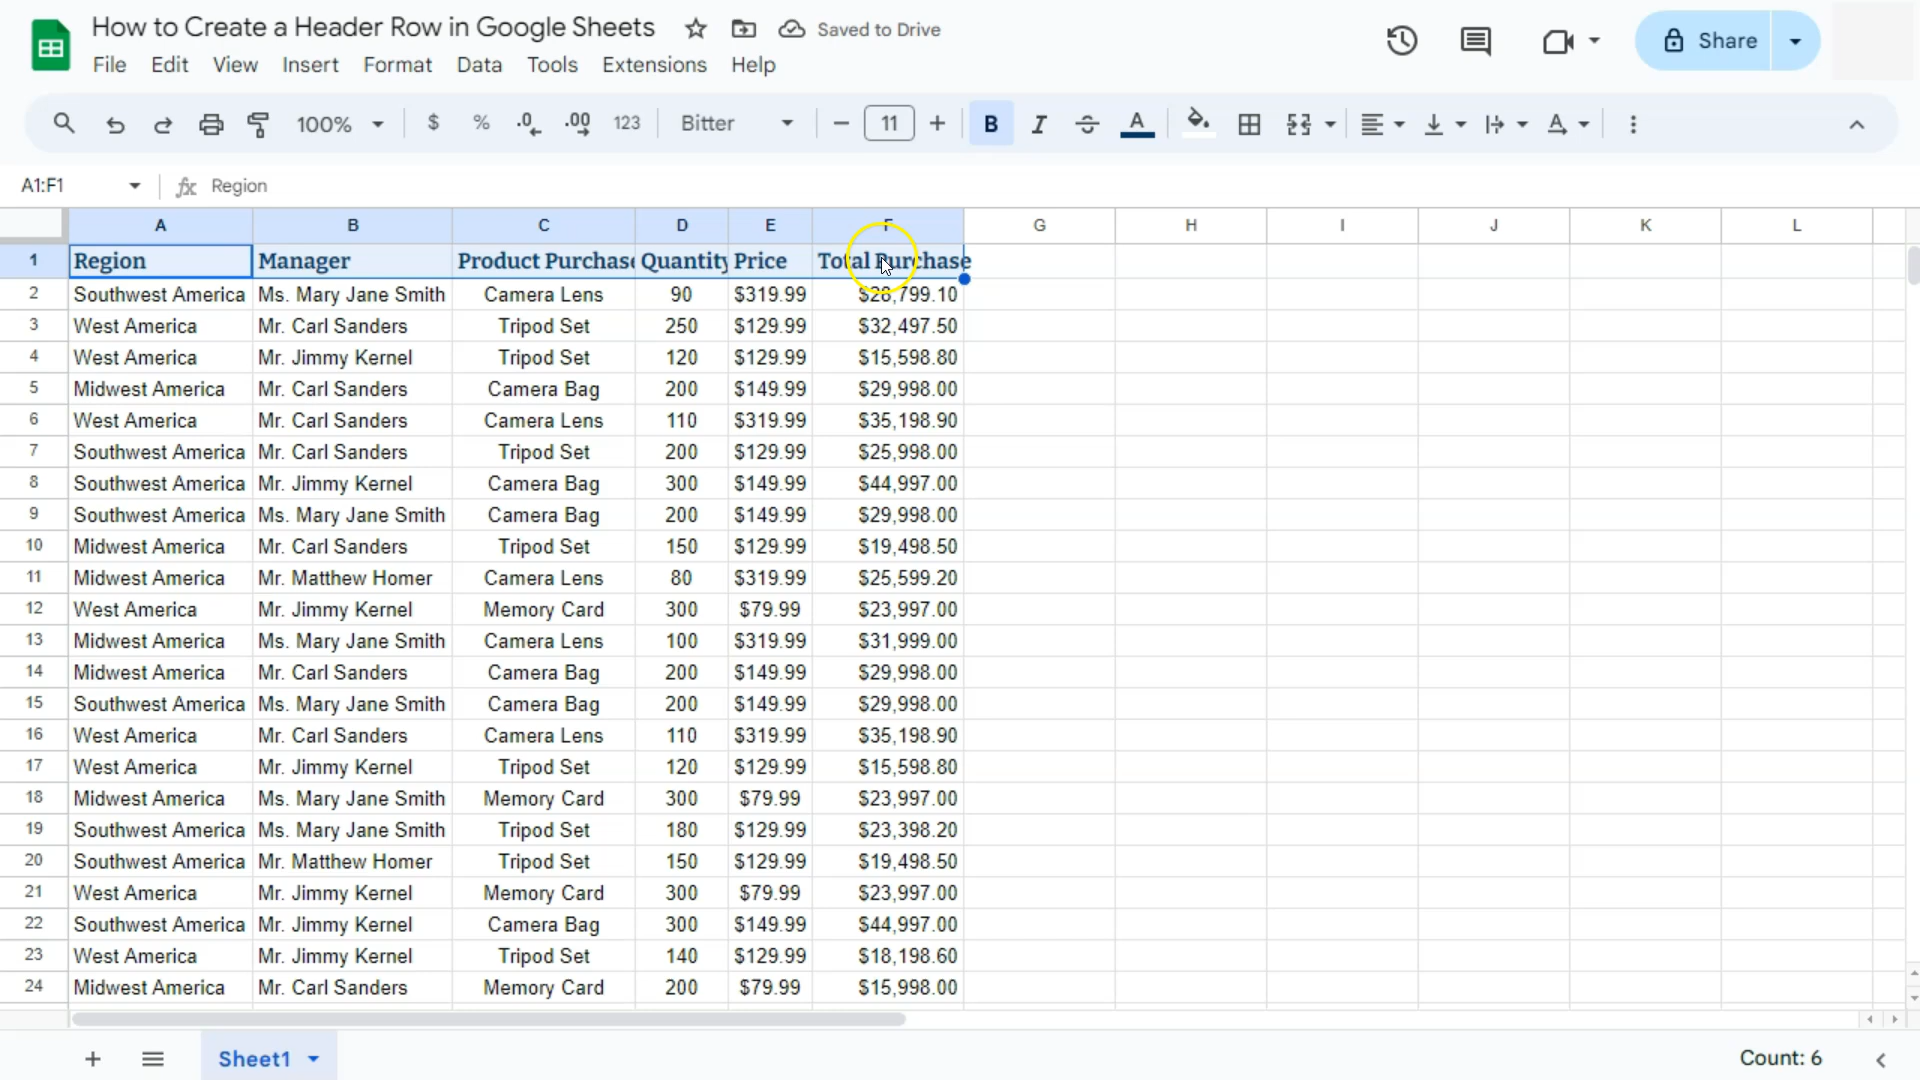 How to Create a Header Row in Google Sheets Saved to Drive
Share
File Edit View Insert Format Data Tools Extensions Help
100% $ % .0 .00 123 Bitter 11 B I S A A
A1:F1 fx Region
A B C D E F G H I J K L
1 Region Manager Product Purchase Quantity Price Total Purchase
2 Southwest America Ms. Mary Jane Smith Camera Lens 90 $319.99 $28,799.10
3 West America Mr. Carl Sanders Tripod Set 250 $129.99 $32,497.50
4 West America Mr. Jimmy Kernel Tripod Set 120 $129.99 $15,598.80
5 Midwest America Mr. Carl Sanders Camera Bag 200 $149.99 $29,998.00
6 West America Mr. Carl Sanders Camera Lens 110 $319.99 $35,198.90
7 Southwest America Mr. Carl Sanders Tripod Set 200 $129.99 $25,998.00
8 Southwest America Mr. Jimmy Kernel Camera Bag 300 $149.99 $44,997.00
9 Southwest America Ms. Mary Jane Smith Camera Bag 200 $149.99 $29,998.00
10 Midwest America Mr. Carl Sanders Tripod Set 150 $129.99 $19,498.50
11 Midwest America Mr. Matthew Homer Camera Lens 80 $319.99 $25,599.20
12 West America Mr. Jimmy Kernel Memory Card 300 $79.99 $23,997.00
13 Midwest America Ms. Mary Jane Smith Camera Lens 100 $319.99 $31,999.00
14 Midwest America Mr. Carl Sanders Camera Bag 200 $149.99 $29,998.00
15 Southwest America Ms. Mary Jane Smith Camera Bag 200 $149.99 $29,998.00
16 West America Mr. Carl Sanders Camera Lens 110 $319.99 $35,198.90
17 West America Mr. Jimmy Kernel Tripod Set 120 $129.99 $15,598.80
18 Midwest America Ms. Mary Jane Smith Memory Card 300 $79.99 $23,997.00
19 Southwest America Ms. Mary Jane Smith Tripod Set 180 $129.99 $23,398.20
20 Southwest America Mr. Matthew Homer Tripod Set 150 $129.99 $19,498.50
21 West America Mr. Jimmy Kernel Memory Card 300 $79.99 $23,997.00
22 Southwest America Mr. Jimmy Kernel Camera Bag 300 $149.99 $44,997.00
23 West America Mr. Jimmy Kernel Tripod Set 140 $129.99 $18,198.60
24 Midwest America Mr. Carl Sanders Memory Card 200 $79.99 $15,998.00
Sheet1 Count: 6